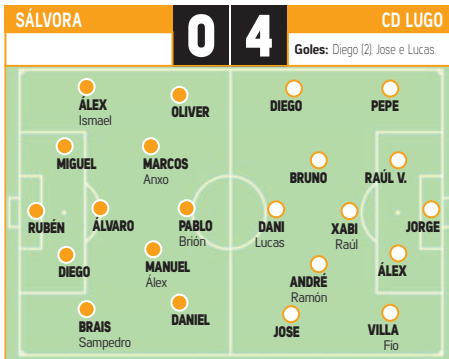 SÁLVORA
0 4
CD LUGO
Goles: Diego (2). Jose e Lucas.
ÁLEX
Ismael
OLIVER
DIEGO
PEPE
MIGUEL
MARCOS
Anxo
BRUNO
RAÚL V.
RUBÉN
ÁLVARO
PABLO
Brión
DANI
Lucas
XABI
Raúl
JORGE
DIEGO
MANUEL
Álex
ANDRÉ
Ramón
ÁLEX
BRAIS
Sampedro
DANIEL
JOSE
VILLA
Fio